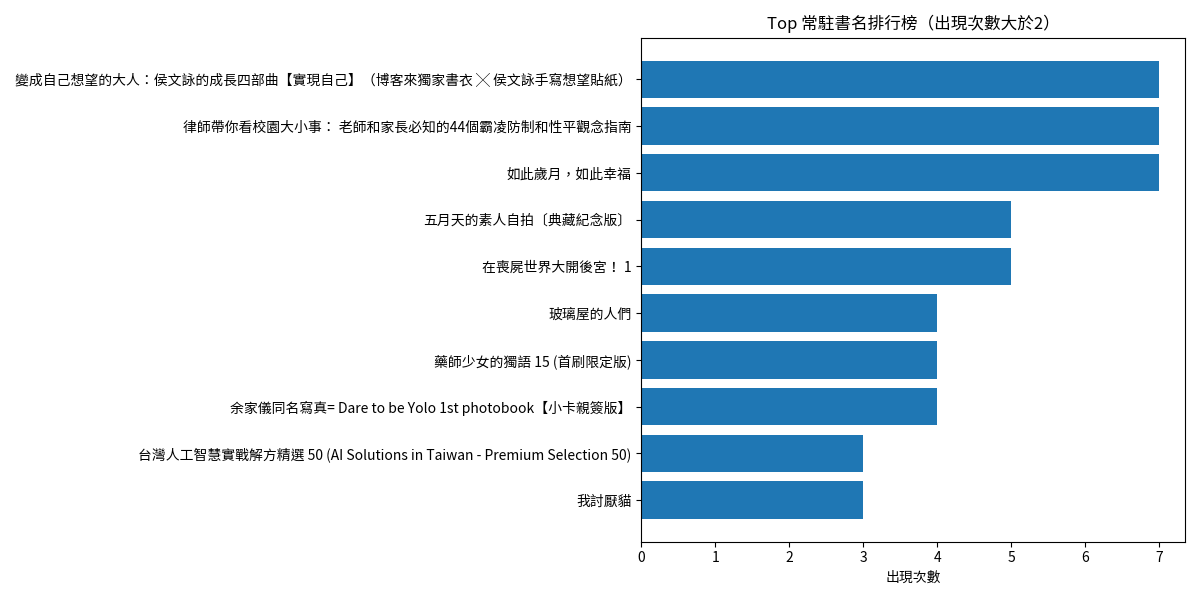 Top 常駐書名排行榜（出現次數大於2）
變成自己想望的大人：侯文詠的成長四部曲【實現自己】（博客來獨家書衣╳侯文詠手寫想望貼紙）
律師帶你看校園大小事： 老師和家長必知的44個霸凌防制和性平觀念指南
如此歲月，如此幸福
五月天的素人自拍〔典藏紀念版〕
在喪屍世界大開後宮！ 1
玻璃屋的人們
藥師少女的獨語 15 (首刷限定版)
余家儀同名寫真= Dare to be Yolo 1st photobook【小卡親簽版】
台灣人工智慧實戰解方精選 50 (AI Solutions in Taiwan - Premium Selection 50)
我討厭貓
0 1 2 3 4 5 6 7
出現次數